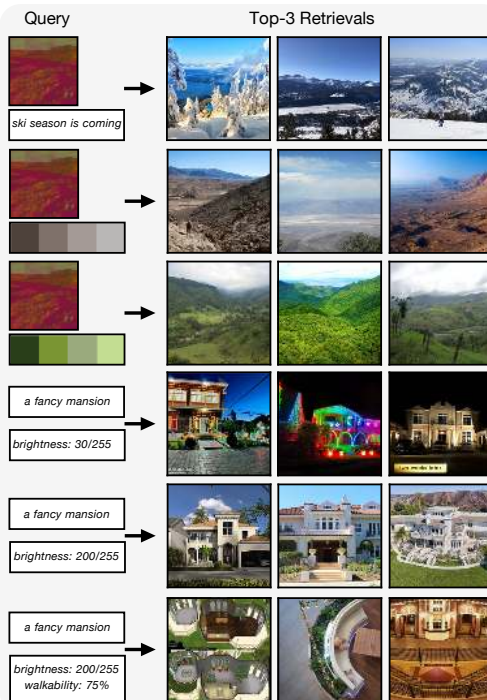 Query
Top-3 Retrievals
ski season is coming
a fancy mansion
brightness: 30/255
a fancy mansion
brightness: 200/255
a fancy mansion
brightness: 200/255
walkability: 75%